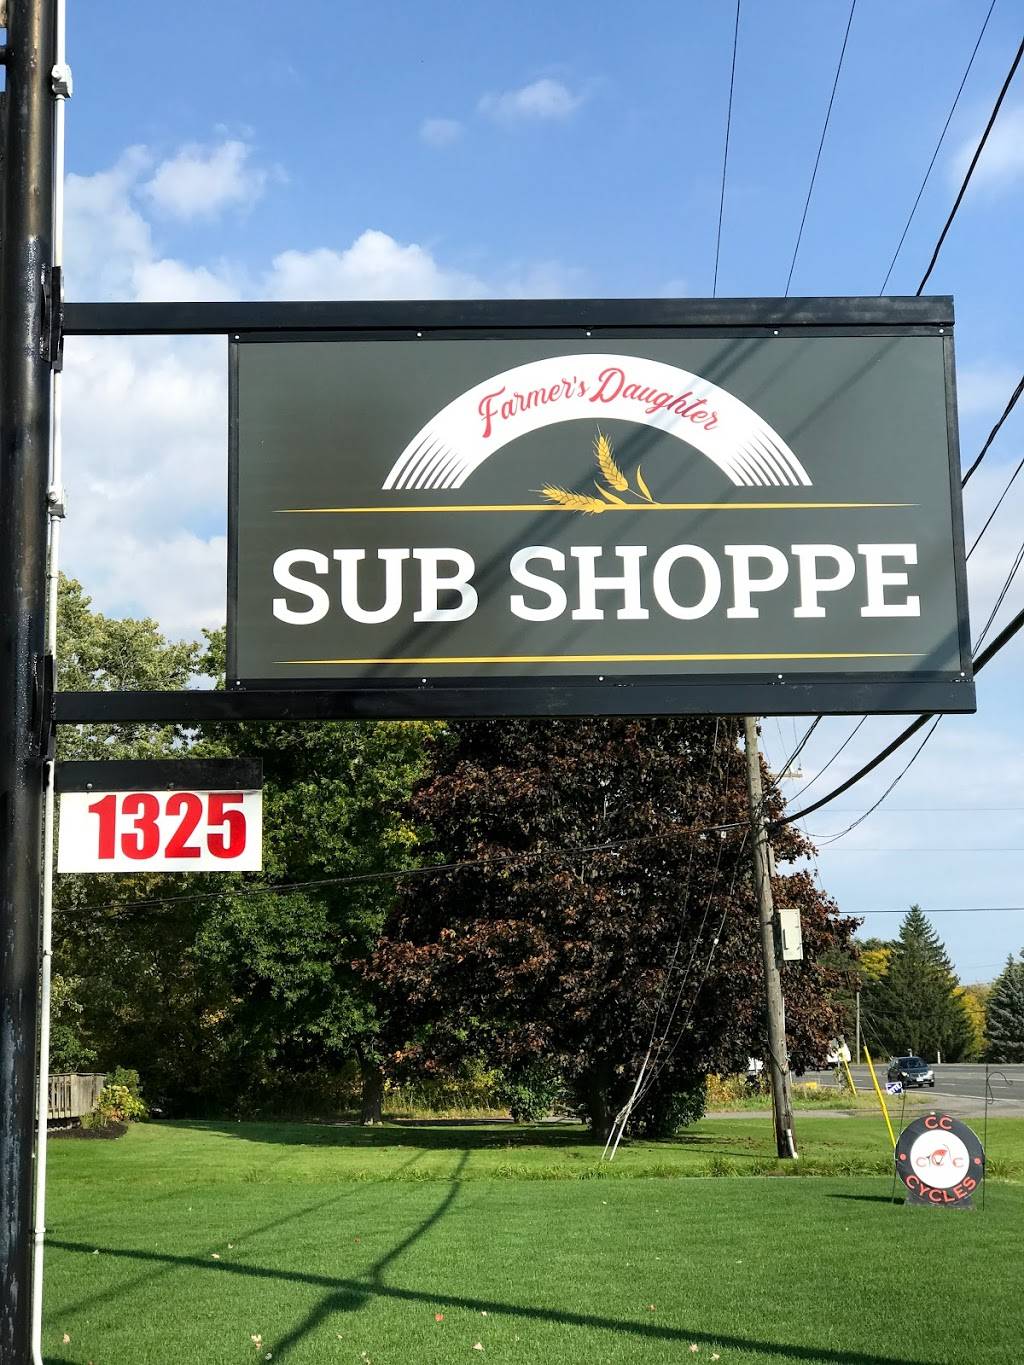 Farmer's Daughter
SUB SHOPPE
1325
CC
CYCLES